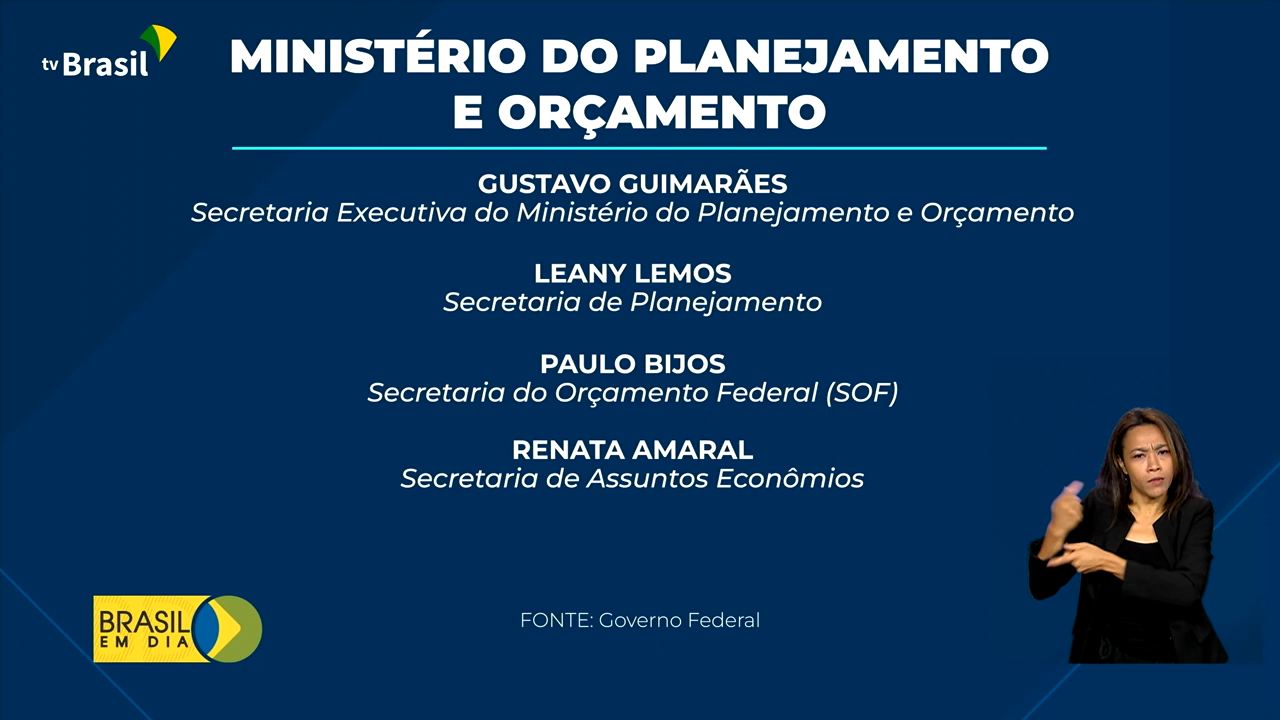 tv Brasil
MINISTÉRIO DO PLANEJAMENTO
E ORÇAMENTO
GUSTAVO GUIMARÃES
Secretaria Executiva do Ministério do Planejamento e Orçamento
LEANY LEMOS
Secretaria de Planejamento
PAULO BIJOS
Secretaria do Orçamento Federal (SOF)
RENATA AMARAL
Secretaria de Assuntos Econômios
BRASIL
EM DIA
FONTE: Governo Federal